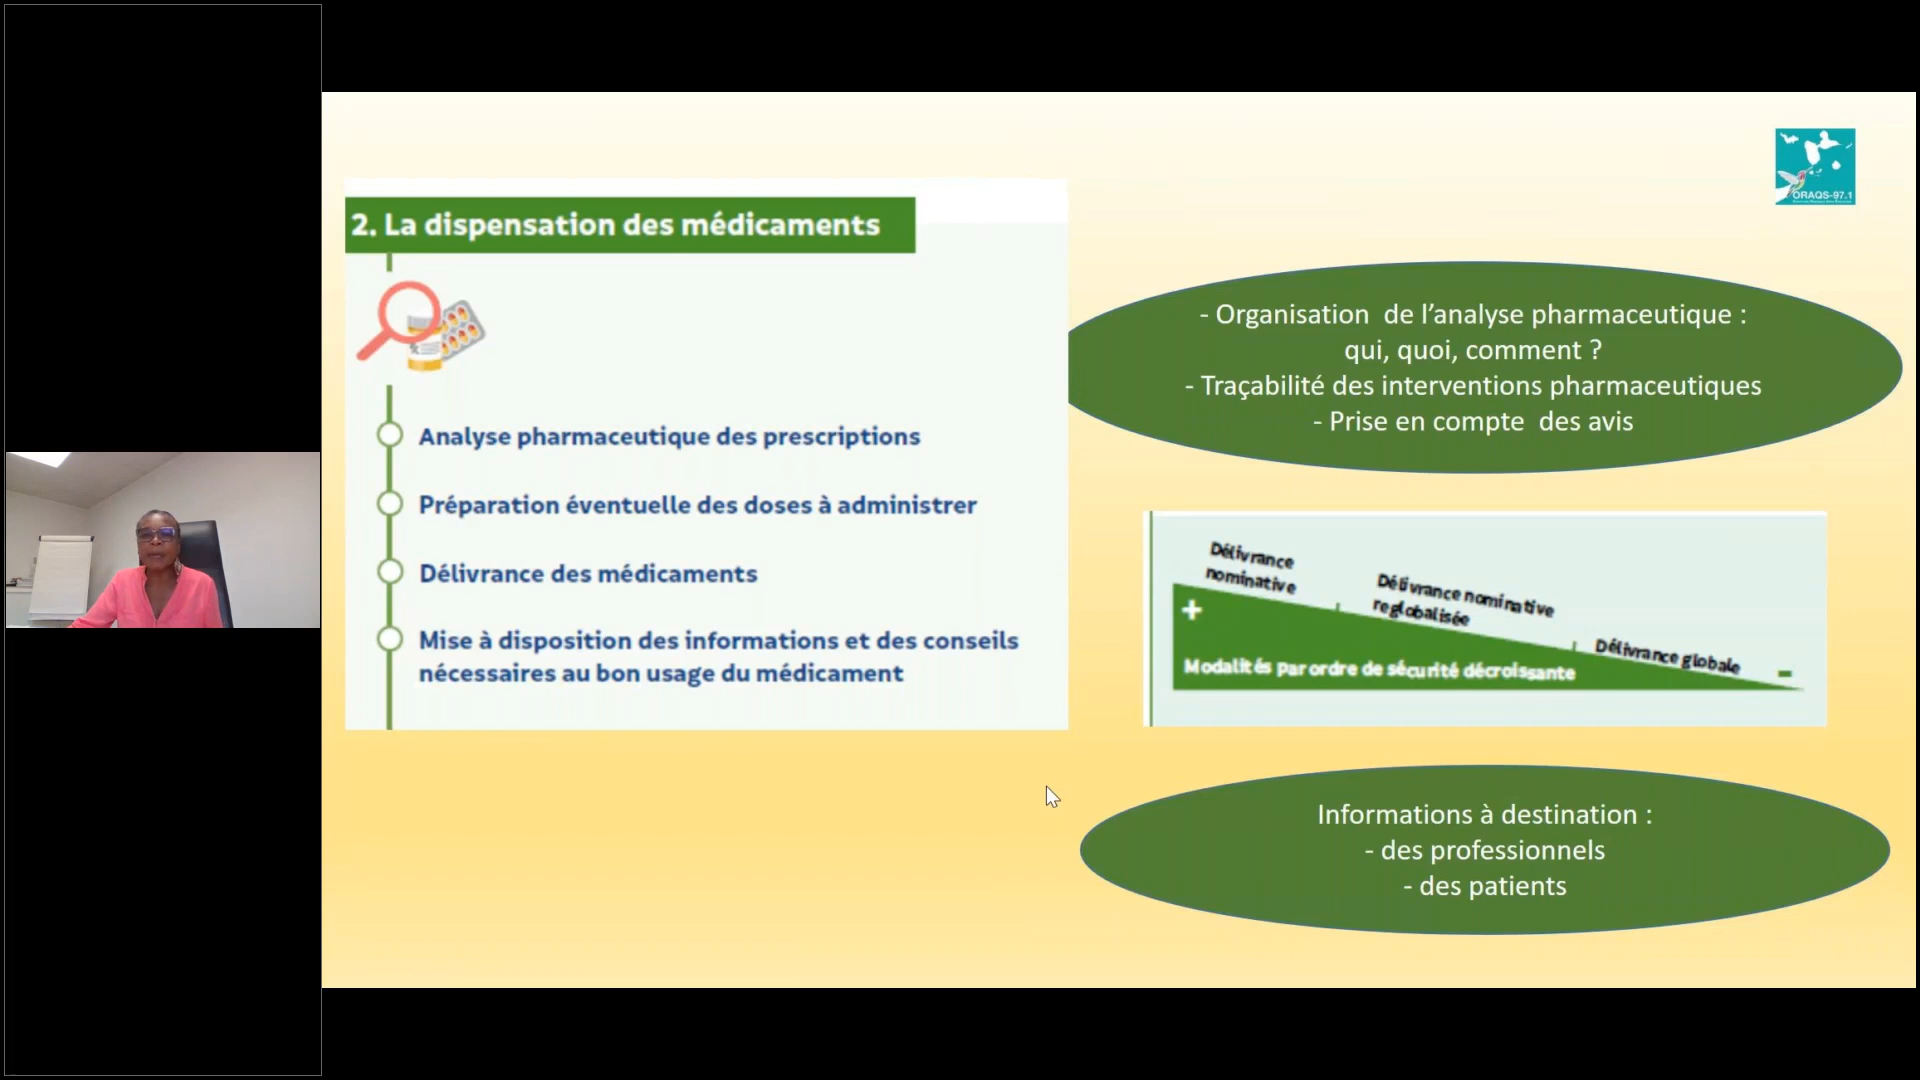 2. La dispensation des médicaments
Analyse pharmaceutique des prescriptions
Préparation éventuelle des doses à administrer
Délivrance des médicaments
Mise à disposition des informations et des conseils
nécessaires au bon usage du médicament
ORAQS-97.1
- Organisation  de l’analyse pharmaceutique :
qui, quoi, comment ?
- Traçabilité des interventions pharmaceutiques
- Prise en compte  des avis
Délivrance
nominative
Délivrance nominative
reglobalisée
Délivrance globale
+
-
Modalités par ordre de sécurité décroissante
Informations à destination :
- des professionnels
- des patients